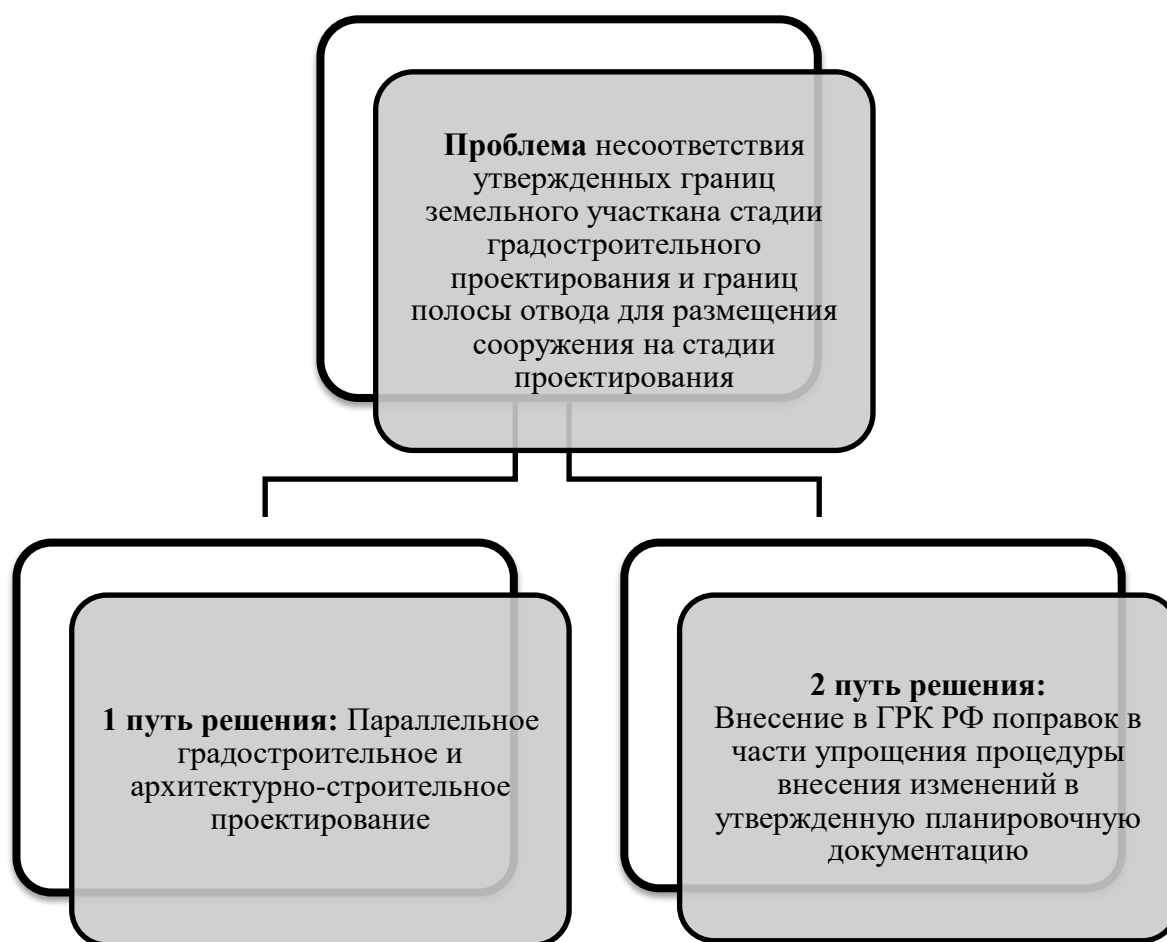 Проблема несоответствия
утвержденных границ
земельного участкана стадии
градостроительного
проектирования и границ
полосы отвода для размещения
сооружения на стадии
проектирования
1 путь решения: Параллельное
градостроительное и
архитектурно-строительное
проектирование
2 путь решения:
Внесение в ГРК РФ поправок в
части упрощения процедуры
внесения изменений в
утвержденную планировочную
документацию